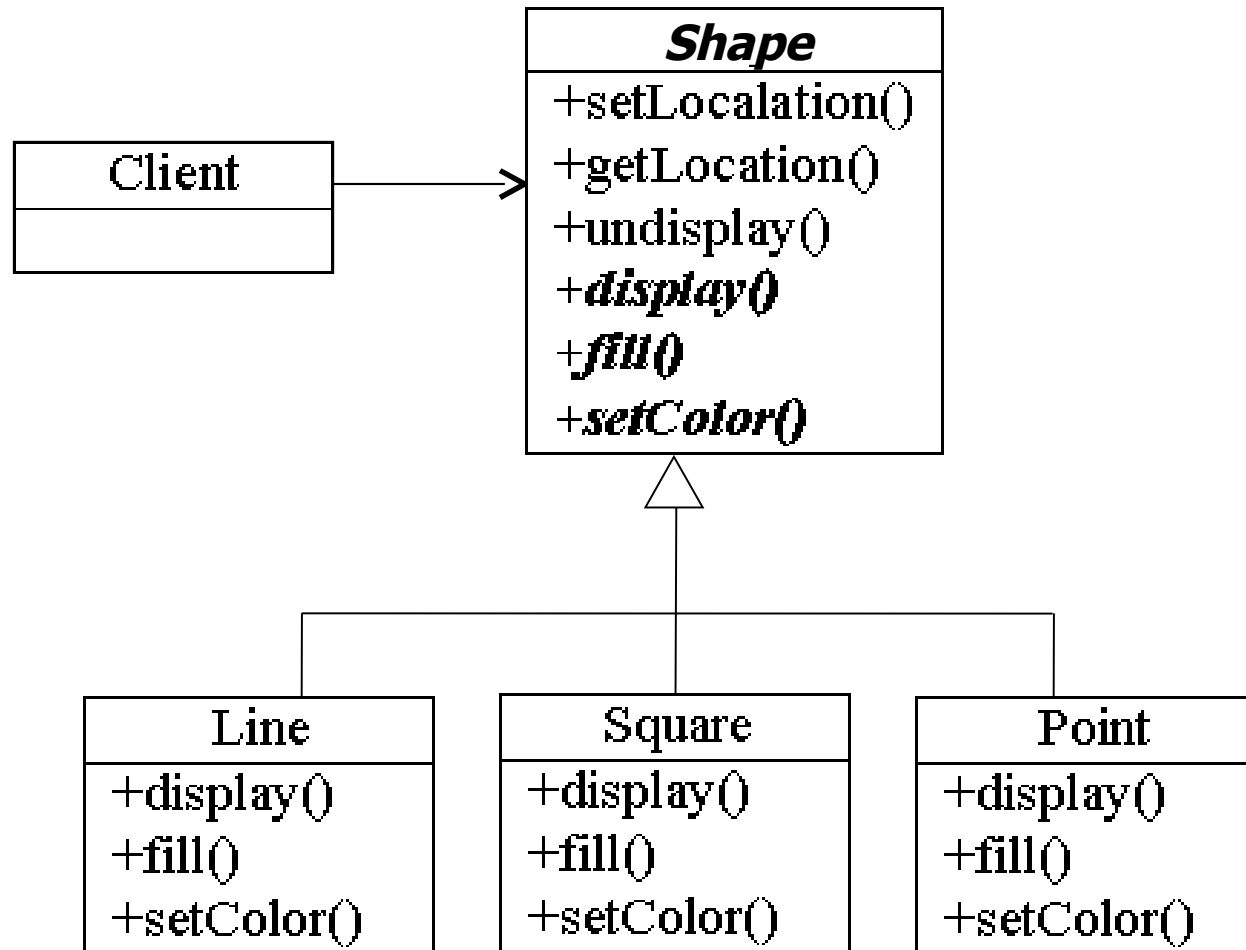 Shape
+setLocalation()
+getLocation()
+undisplay()
+display()
+fill()
+setColor()
Client
Line
+display()
+fill()
+setColor()
Square
+display()
+fill()
+setColor()
Point
+display()
+fill()
+setColor()